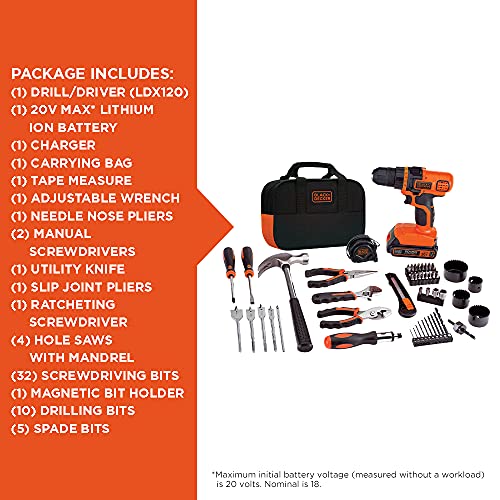 PACKAGE INCLUDES:
(1) DRILL/DRIVER (LDX120)
(1) 20V MAX* LITHIUM
ION BATTERY
(1) CHARGER
(1) CARRYING BAG
(1) TAPE MEASURE
(1) ADJUSTABLE WRENCH
(1) NEEDLE NOSE PLIERS
(2) MANUAL
SCREWDRIVERS
(1) UTILITY KNIFE
(1) SLIP JOINT PLIERS
(1) RATCHETING
SCREWDRIVER
(4) HOLE SAWS
WITH MANDREL
(32) SCREWDRIVING BITS
(1) MAGNETIC BIT HOLDER
(10) DRILLING BITS
(5) SPADE BITS
BLACK+
DECKER
*Maximum initial battery voltage (measured without a workload)
is 20 volts. Nominal is 18.